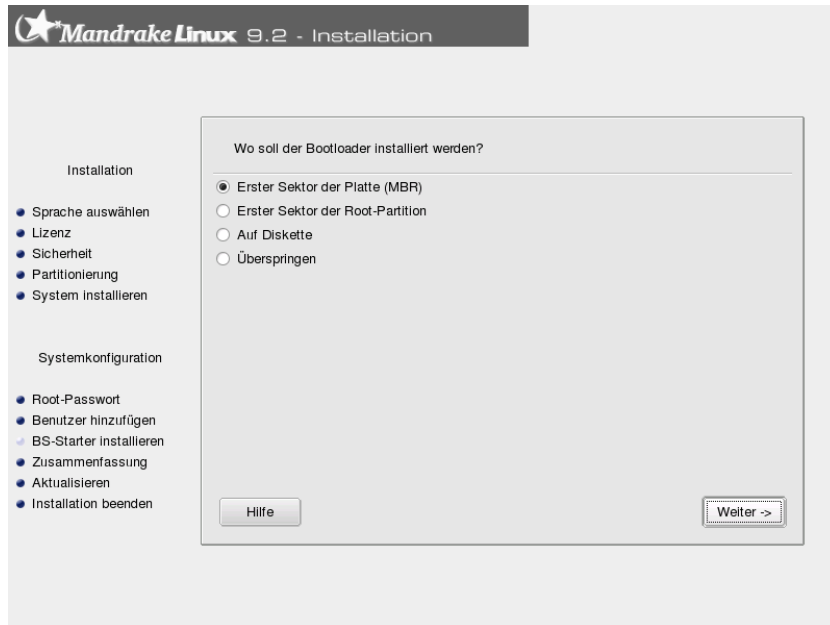 Mandrake Linux 9.2 - Installation
Installation
Sprache auswählen
Lizenz
Sicherheit
Partitionierung
System installieren
Systemkonfiguration
Root-Passwort
Benutzer hinzufügen
BS-Starter installieren
Zusammenfassung
Aktualisieren
Installation beenden
Wo soll der Bootloader installiert werden?
Erster Sektor der Platte (MBR)
Erster Sektor der Root-Partition
Auf Diskette
Überspringen
Hilfe
Weiter ->